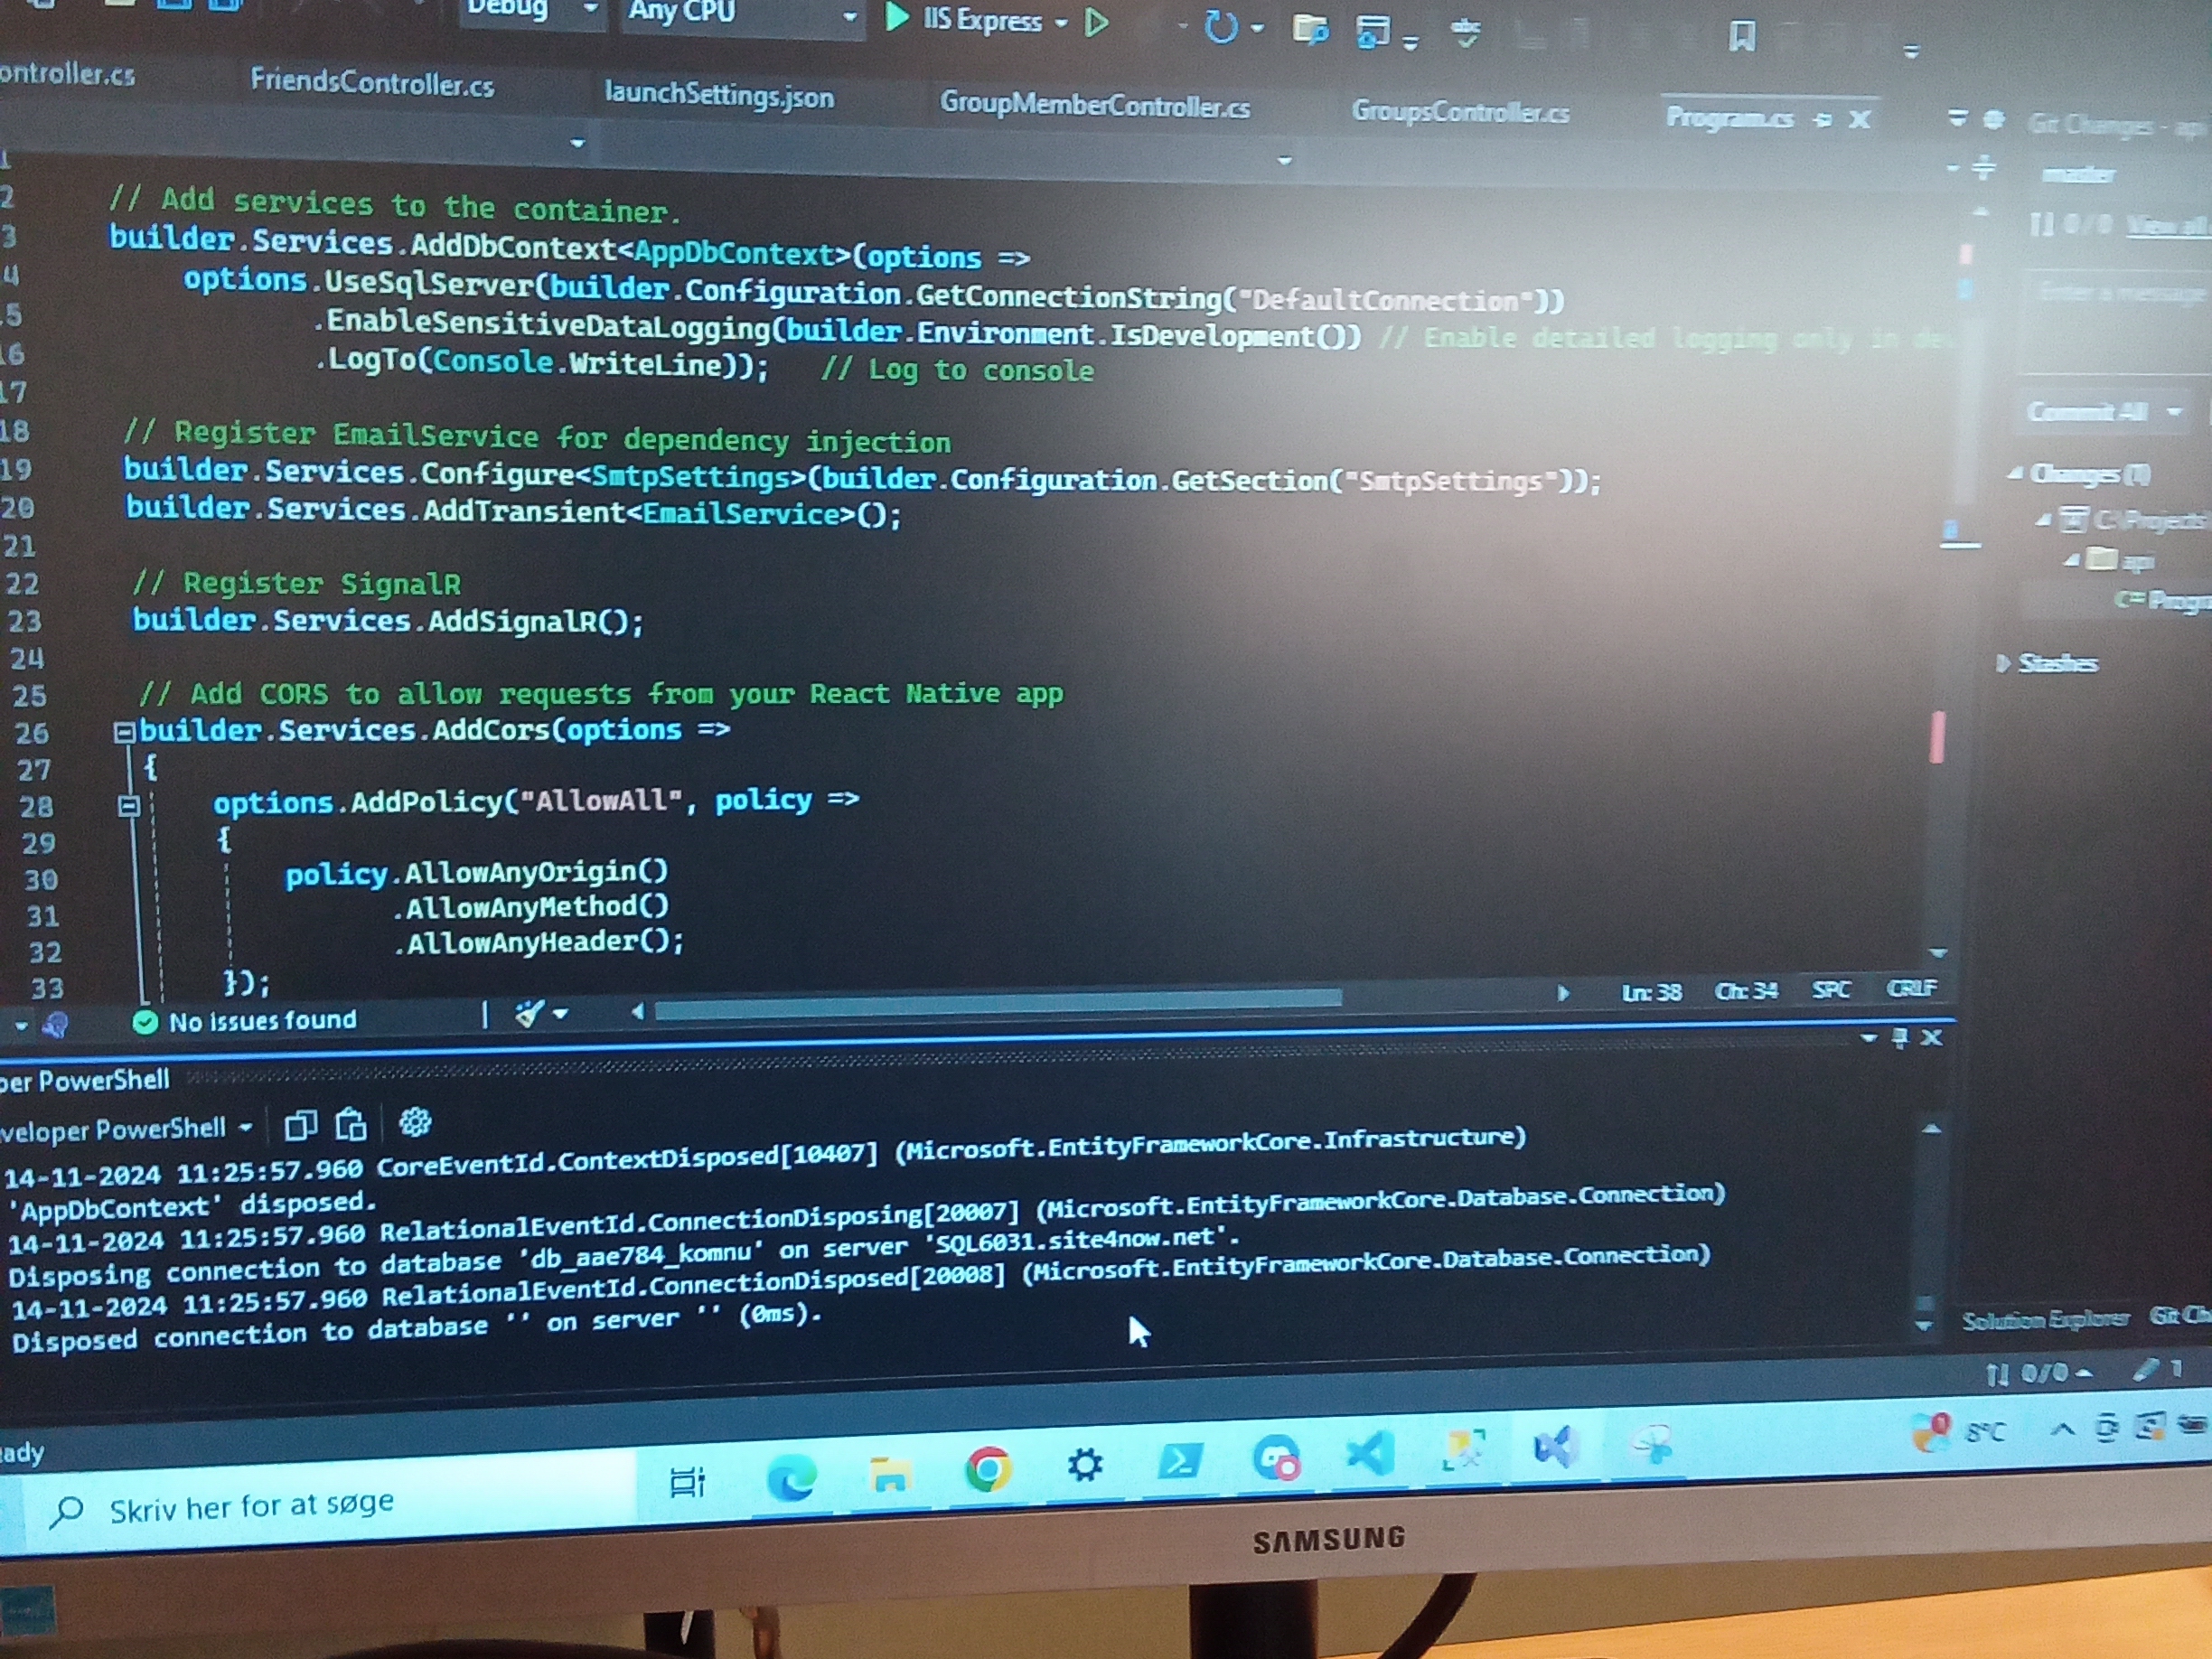 Debug Any CPU IIS Express
ontroller.cs FriendsController.cs launchSettings.json GroupMemberController.cs GroupsController.cs Program.cs
Git Changes - ap
master
0/0 View all
Enter a message
Commit All
Changes (1)
C:\Projects
api
C# Progr
Stashes
1
2 // Add services to the container.
3 builder.Services.AddDbContext<AppDbContext>(options =>
4 options.UseSqlServer(builder.Configuration.GetConnectionString("DefaultConnection"))
.5 .EnableSensitiveDataLogging(builder.Environment.IsDevelopment()) // Enable detailed logging only in de
16 .LogTo(Console.WriteLine)); // Log to console
17
18 // Register EmailService for dependency injection
19 builder.Services.Configure<SmtpSettings>(builder.Configuration.GetSection("SmtpSettings"));
20 builder.Services.AddTransient<EmailService>();
21
22 // Register SignalR
23 builder.Services.AddSignalR();
24
25 // Add CORS to allow requests from your React Native app
26 builder.Services.AddCors(options =>
27 {
28 options.AddPolicy("AllowAll", policy =>
29 {
30 policy.AllowAnyOrigin()
31 .AllowAnyMethod()
32 .AllowAnyHeader();
33 });
No issues found Ln: 38 Ch: 34 SPC CRLF
per PowerShell
veloper PowerShell
14-11-2024 11:25:57.960 CoreEventId.ContextDisposed[10407] (Microsoft.EntityFrameworkCore.Infrastructure)
'AppDbContext' disposed.
14-11-2024 11:25:57.960 RelationalEventId.ConnectionDisposing[20007] (Microsoft.EntityFrameworkCore.Database.Connection)
Disposing connection to database 'db_aae784_komnu' on server 'SQL6031.site4now.net'.
14-11-2024 11:25:57.960 RelationalEventId.ConnectionDisposed[20008] (Microsoft.EntityFrameworkCore.Database.Connection)
Disposed connection to database '' on server '' (0ms).
Solution Explorer Git Ch
0/0 1
ady
Skriv her for at søge
8°C
SAMSUNG